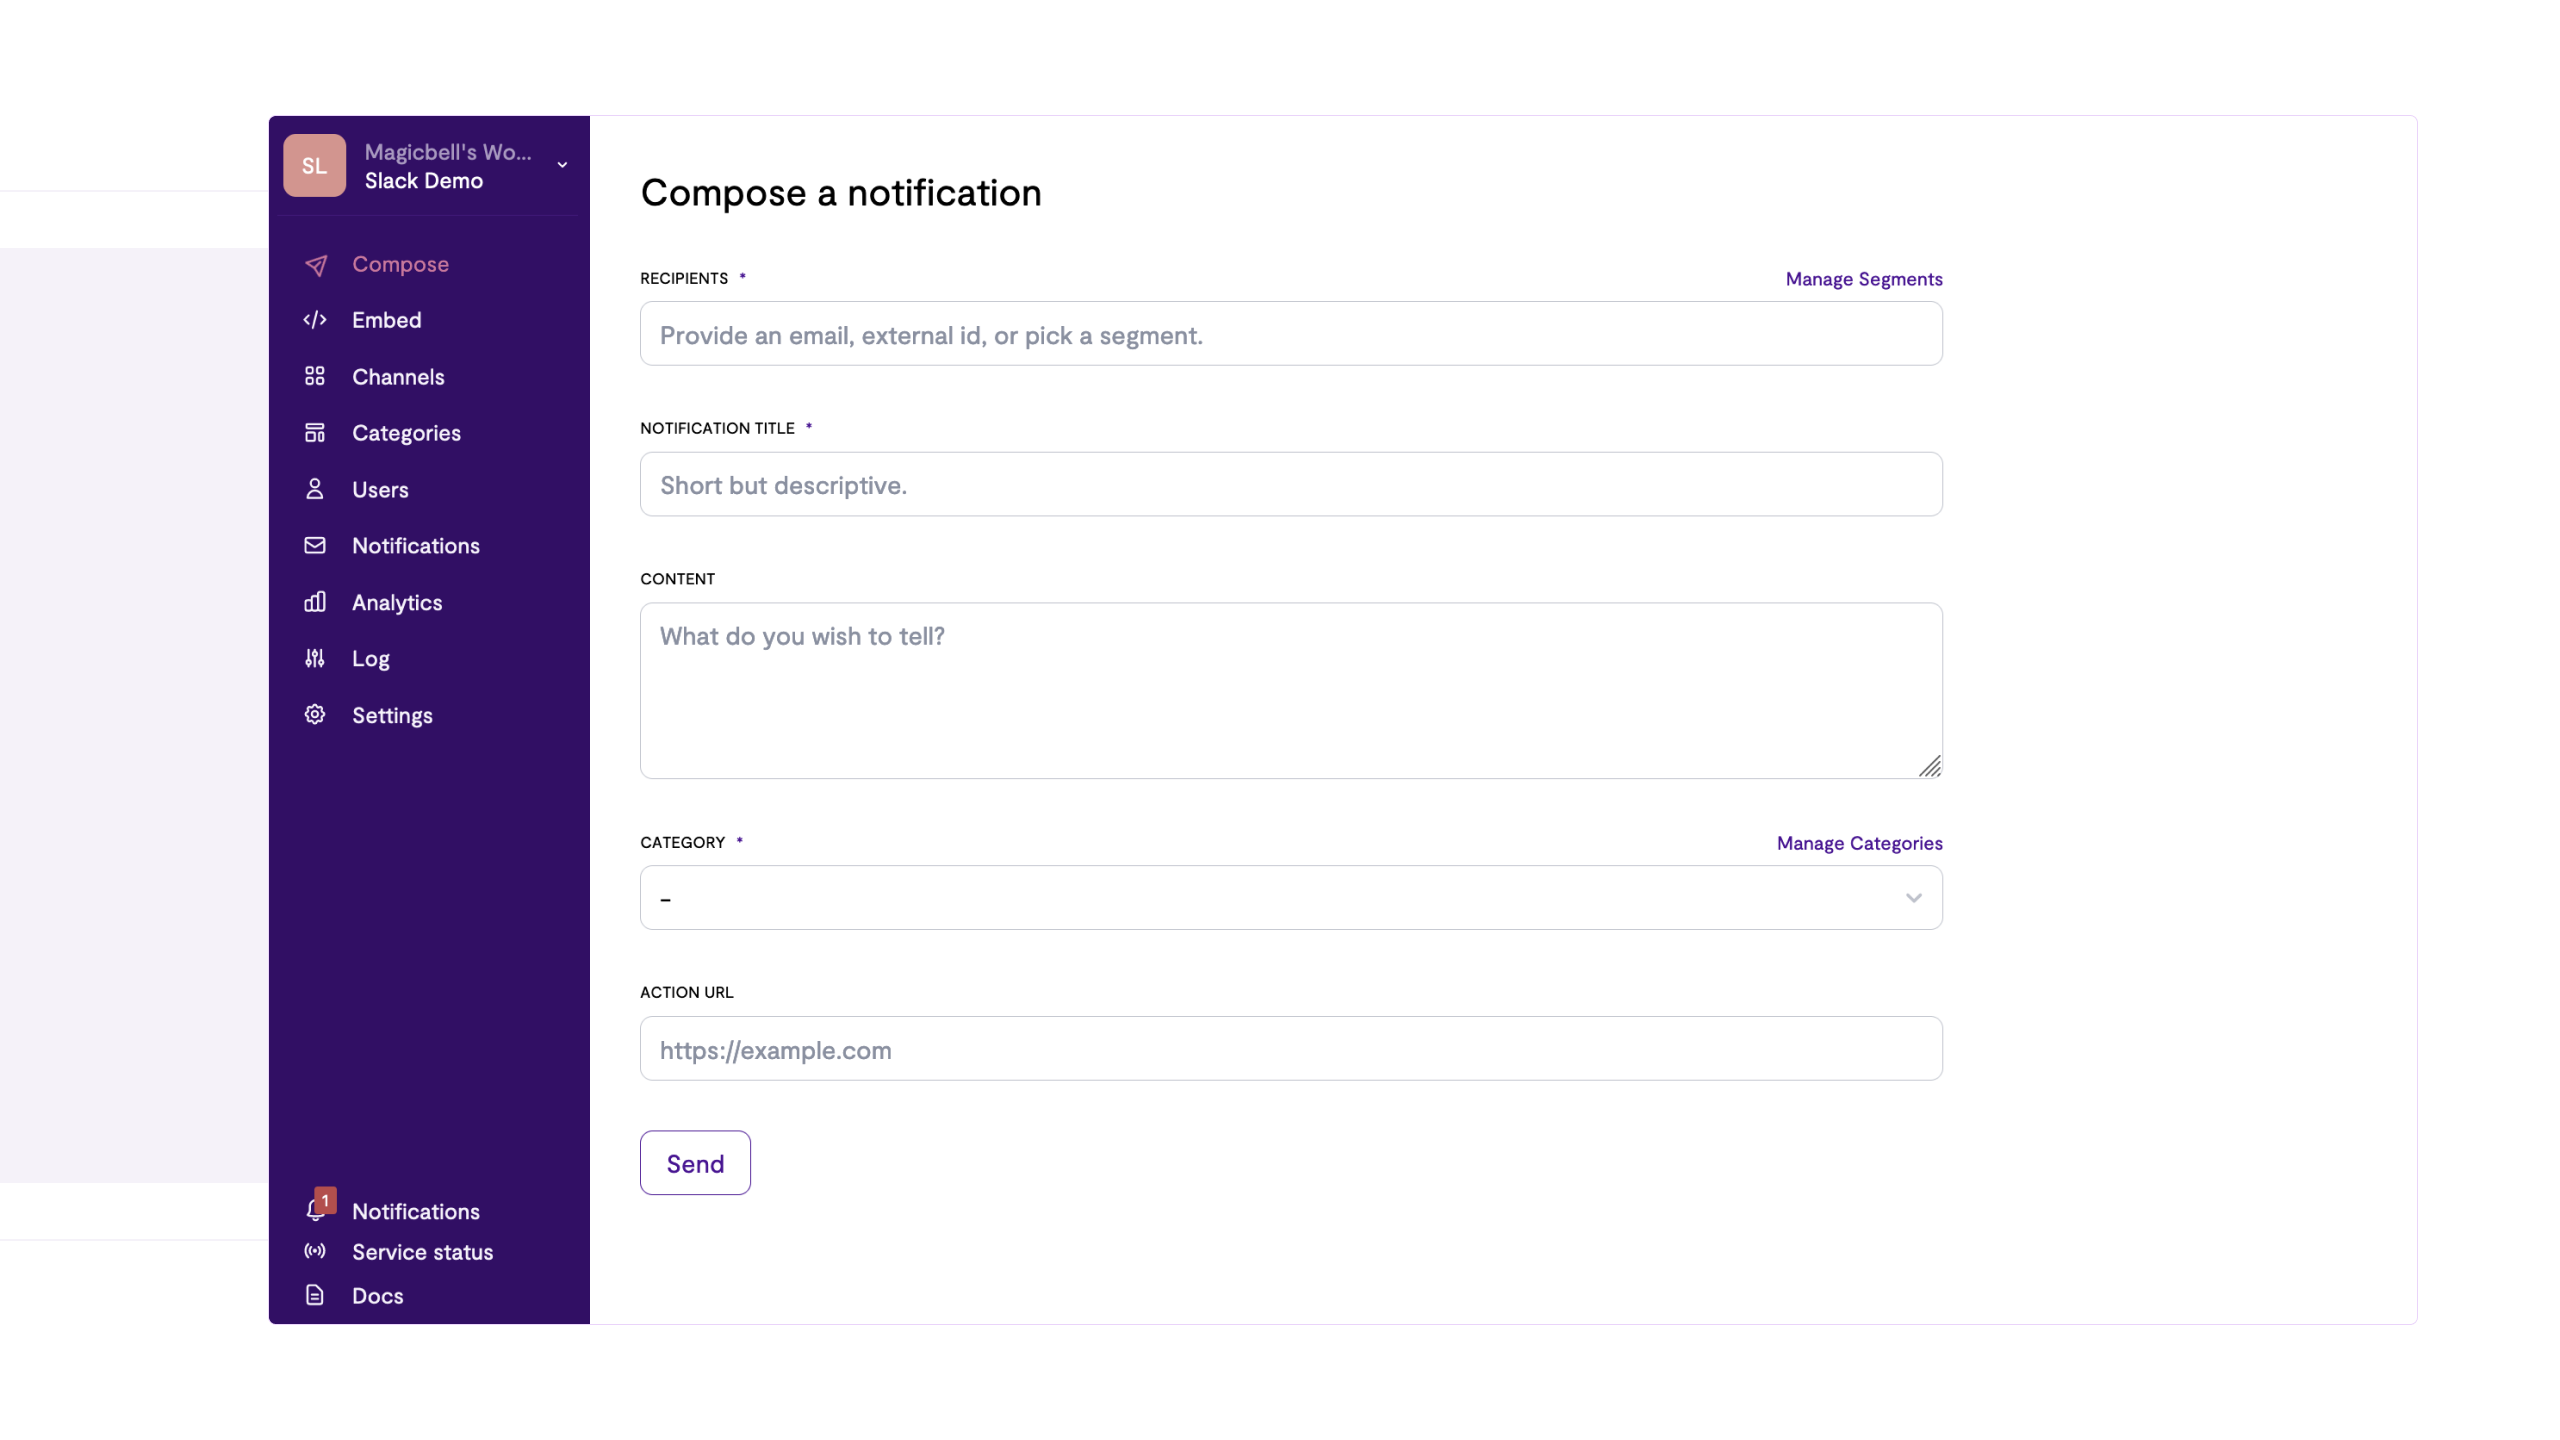 SL
Magicbell's Wo...
Slack Demo
Compose
Embed
Channels
Categories
Users
Notifications
Analytics
Log
Settings
1
Notifications
Service status
Docs
Compose a notification
RECIPIENTS *
Manage Segments
Provide an email, external id, or pick a segment.
NOTIFICATION TITLE *
Short but descriptive.
CONTENT
What do you wish to tell?
CATEGORY *
Manage Categories
–
ACTION URL
https://example.com
Send